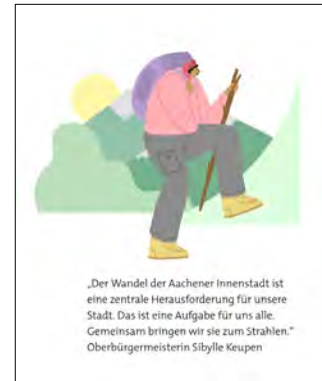 „Der Wandel der Aachener Innenstadt ist
eine zentrale Herausforderung für unsere
Stadt. Das ist eine Aufgabe für uns alle.
Gemeinsam bringen wir sie zum Strahlen.“
Oberbürgermeisterin Sibylle Keupen